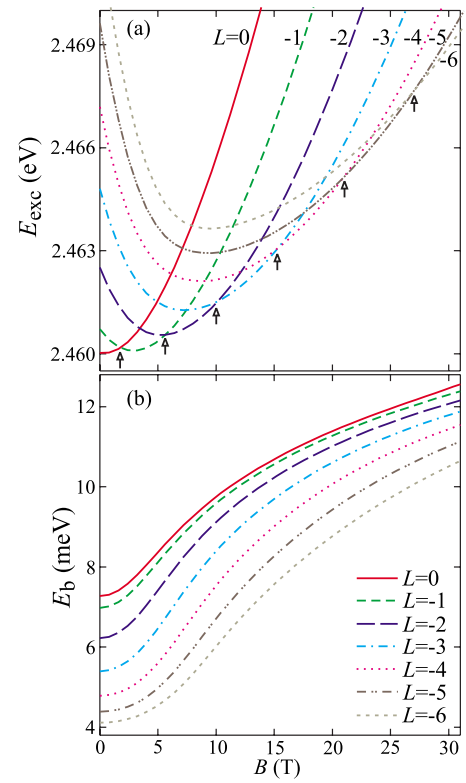 (a)
L=0 -1 -2 -3 -4 -5
-6
2.469
2.466
2.463
2.460
E_exc (eV)
(b)
12
10
8
6
4
E_b (meV)
L=0
L=-1
L=-2
L=-3
L=-4
L=-5
L=-6
0 5 10 15 20 25 30
B (T)